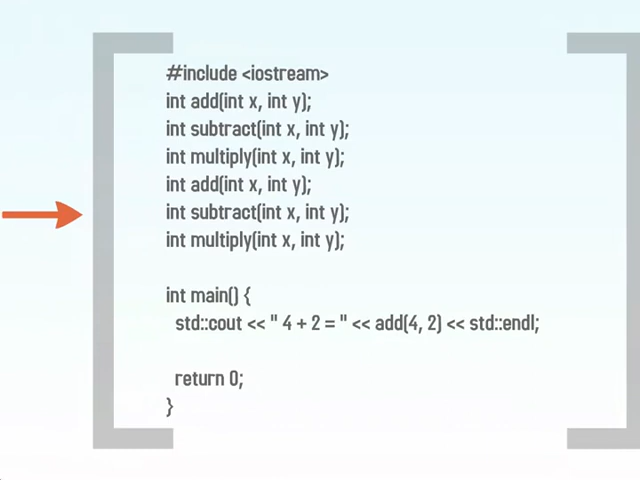 #include <iostream>
int add(int x, int y);
int subtract(int x, int y);
int multiply(int x, int y);
int add(int x, int y);
int subtract(int x, int y);
int multiply(int x, int y);
int main() {
std::cout << " 4 + 2 = " << add(4, 2) << std::endl;
return 0;
}